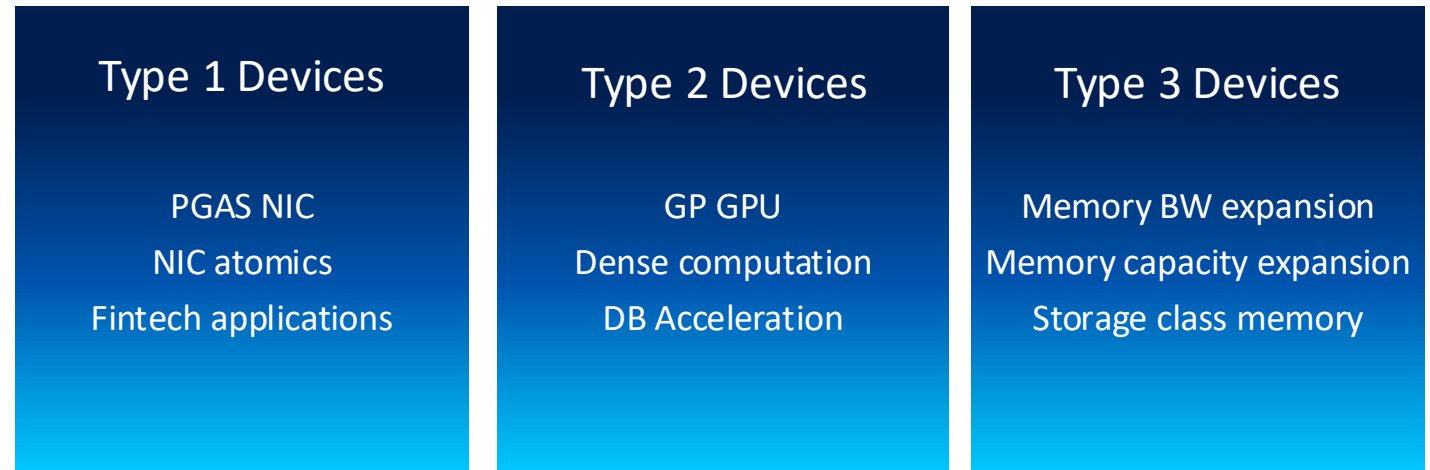 Type 1 Devices
PGAS NIC
NIC atomics
Fintech applications
Type 2 Devices
GP GPU
Dense computation
DB Acceleration
Type 3 Devices
Memory BW expansion
Memory capacity expansion
Storage class memory